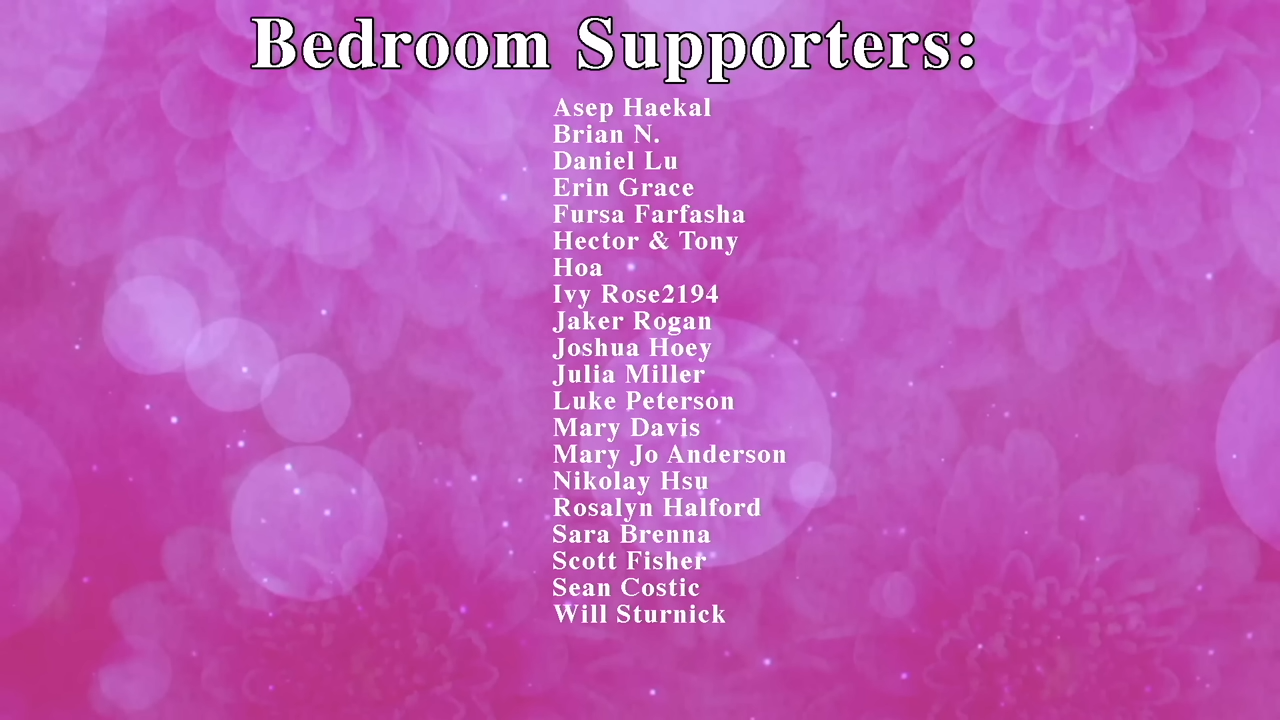 Bedroom Supporters:
Asep Haekal
Brian N.
Daniel Lu
Erin Grace
Fursa Farfasha
Hector & Tony
Hoa
Ivy Rose2194
Jaker Rogan
Joshua Hoey
Julia Miller
Luke Peterson
Mary Davis
Mary Jo Anderson
Nikolay Hsu
Rosalyn Halford
Sara Brenna
Scott Fisher
Sean Costic
Will Sturnick